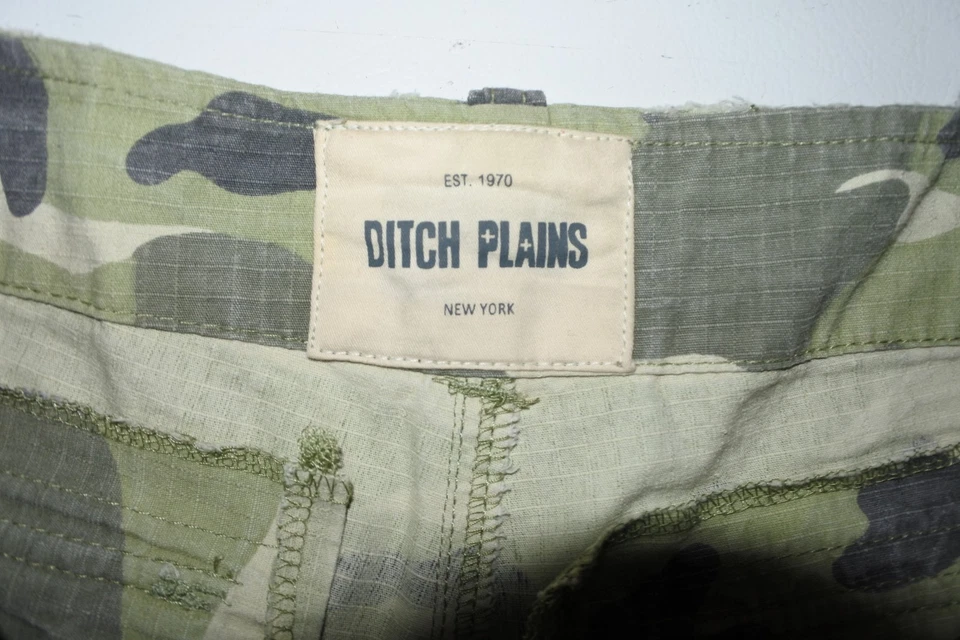 EST. 1970
DITCH PLAINS
NEW YORK